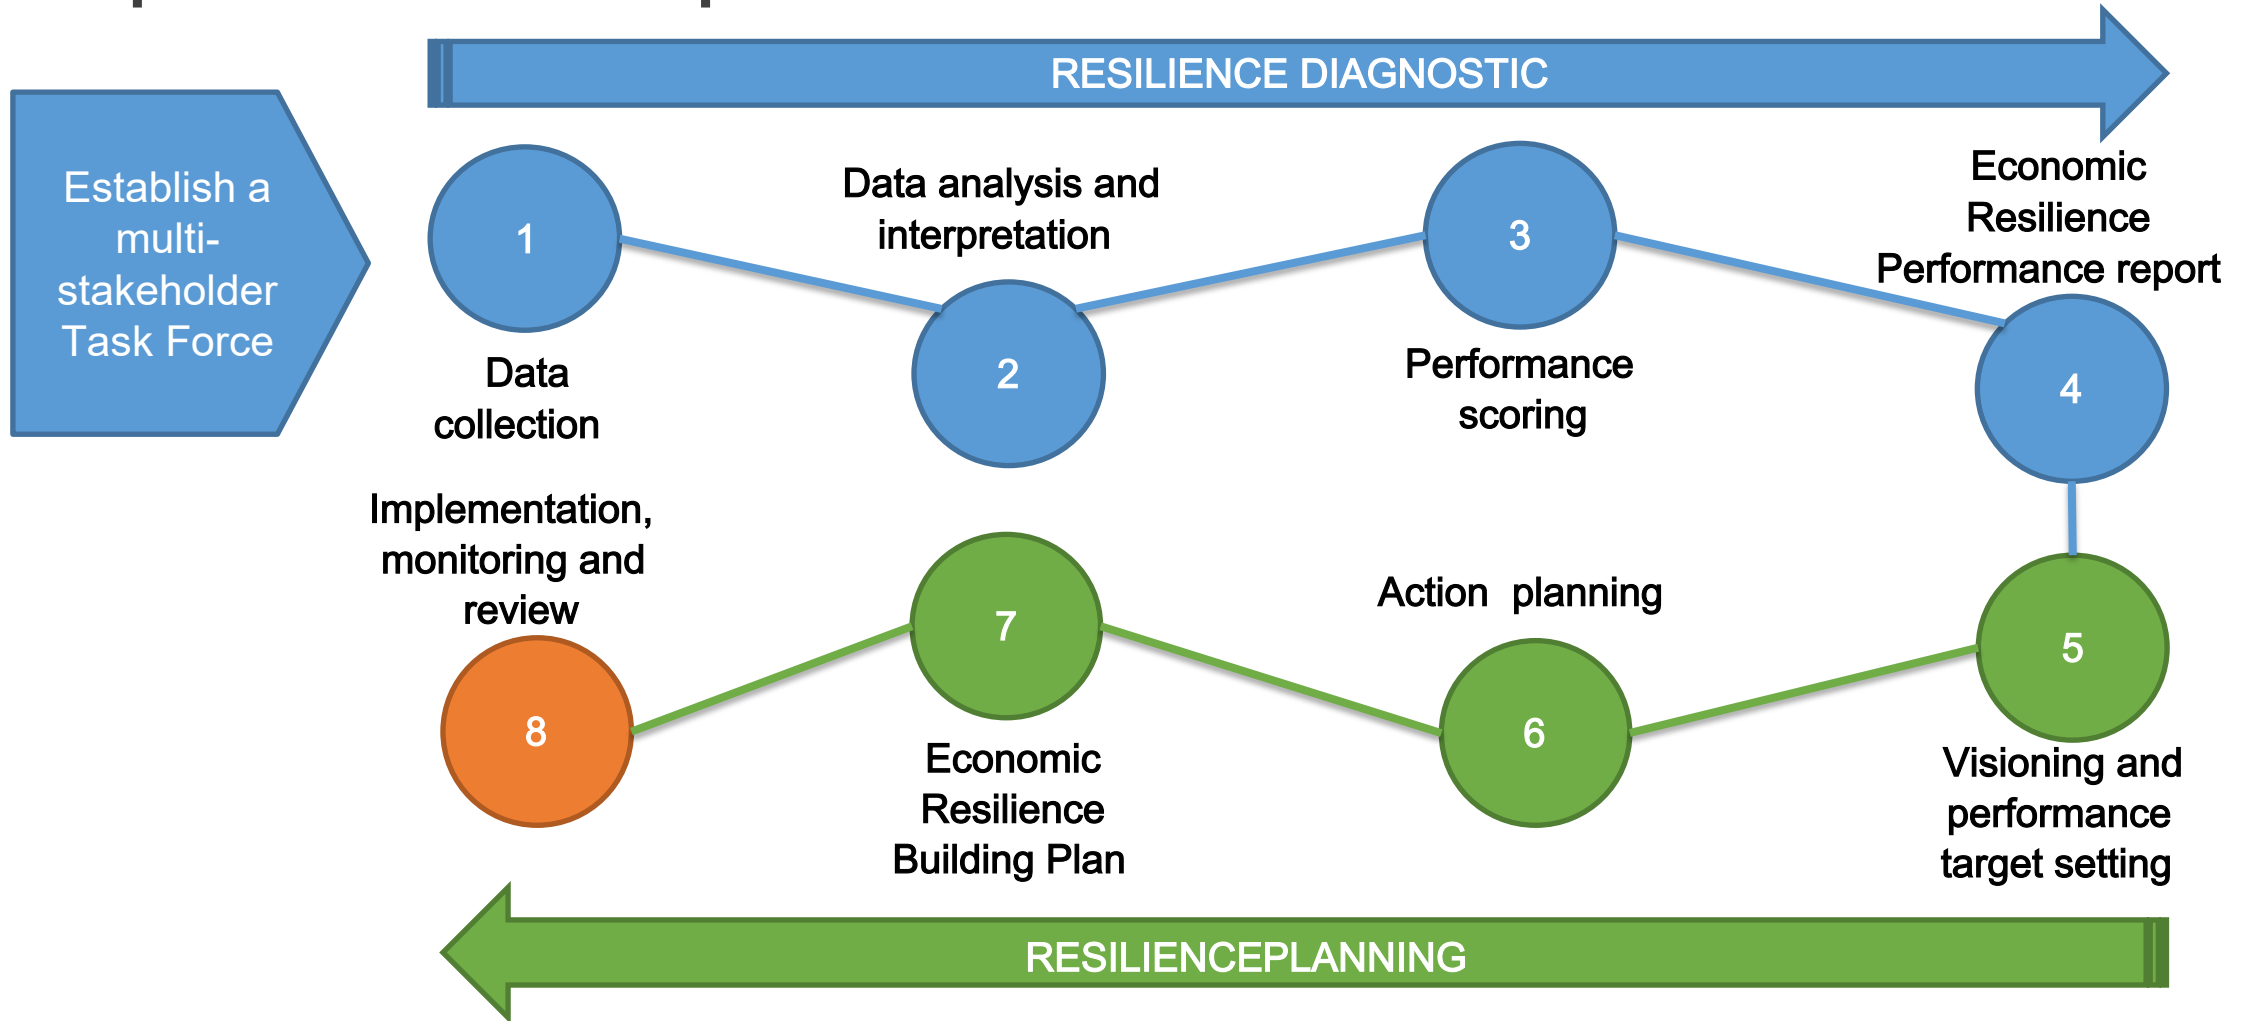 RESILIENCE DIAGNOSTIC
Establish a
multi-
stakeholder
Task Force
1
Data
collection
Data analysis and
interpretation
2
3
Performance
scoring
Economic
Resilience
Performance report
4
5
Visioning and
performance
target setting
Action  planning
6
7
Economic
Resilience
Building Plan
Implementation,
monitoring and
review
8
RESILIENCEPLANNING